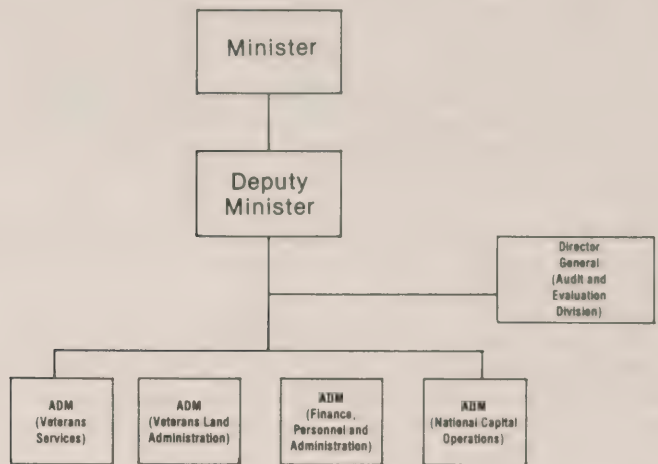 Minister
Deputy
Minister
Director
General
(Audit and
Evaluation
Division)
ADM
(Veterans
Services)
ADM
(Veterans Land
Administration)
ADM
(Finance,
Personnel and
Administration)
ADM
(National Capital
Operations)